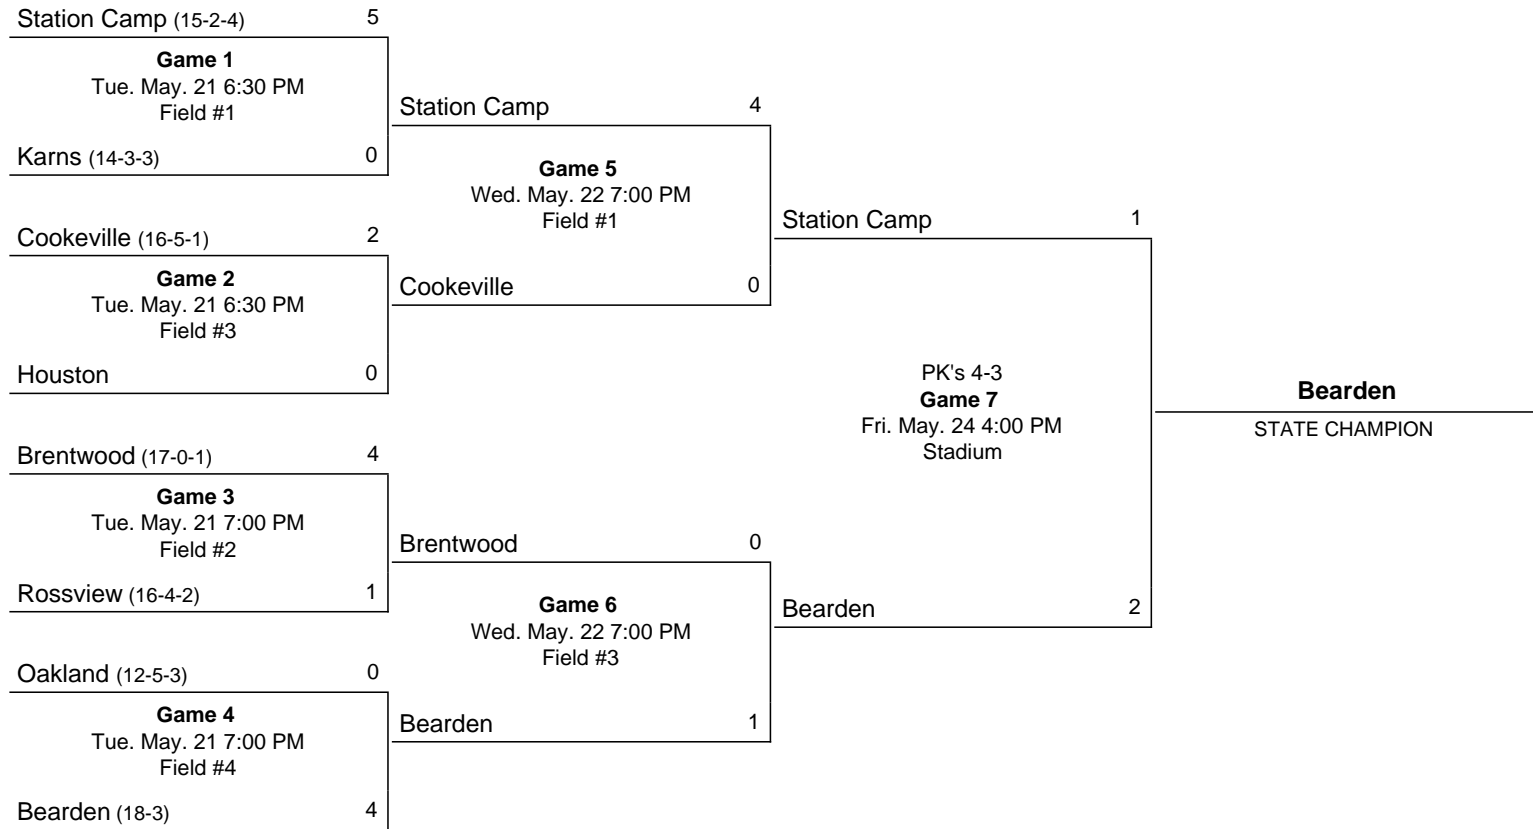 Station Camp (15-2-4) 5
Game 1
Tue. May. 21 6:30 PM
Field #1
Karns (14-3-3) 0
Cookeville (16-5-1) 2
Game 2
Tue. May. 21 6:30 PM
Field #3
Houston 0
Brentwood (17-0-1) 4
Game 3
Tue. May. 21 7:00 PM
Field #2
Rossview (16-4-2) 1
Oakland (12-5-3) 0
Game 4
Tue. May. 21 7:00 PM
Field #4
Bearden (18-3) 4
Station Camp 4
Game 5
Wed. May. 22 7:00 PM
Field #1
Cookeville 0
Brentwood 0
Game 6
Wed. May. 22 7:00 PM
Field #3
Bearden 1
Station Camp 1
PK's 4-3
Game 7
Fri. May. 24 4:00 PM
Stadium
Bearden 2
Bearden
STATE CHAMPION